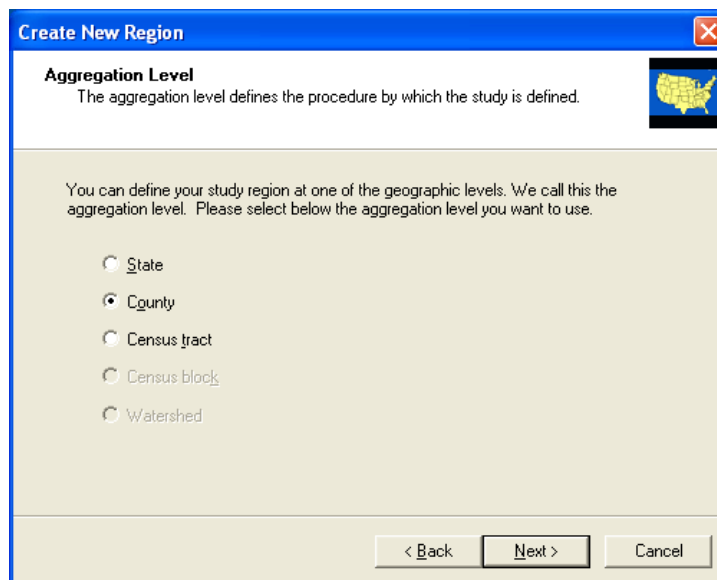 Create New Region
Aggregation Level
The aggregation level defines the procedure by which the study is defined.
You can define your study region at one of the geographic levels. We call this the
aggregation level. Please select below the aggregation level you want to use.
State
County
Census tract
Census block
Watershed
< Back
Next >
Cancel